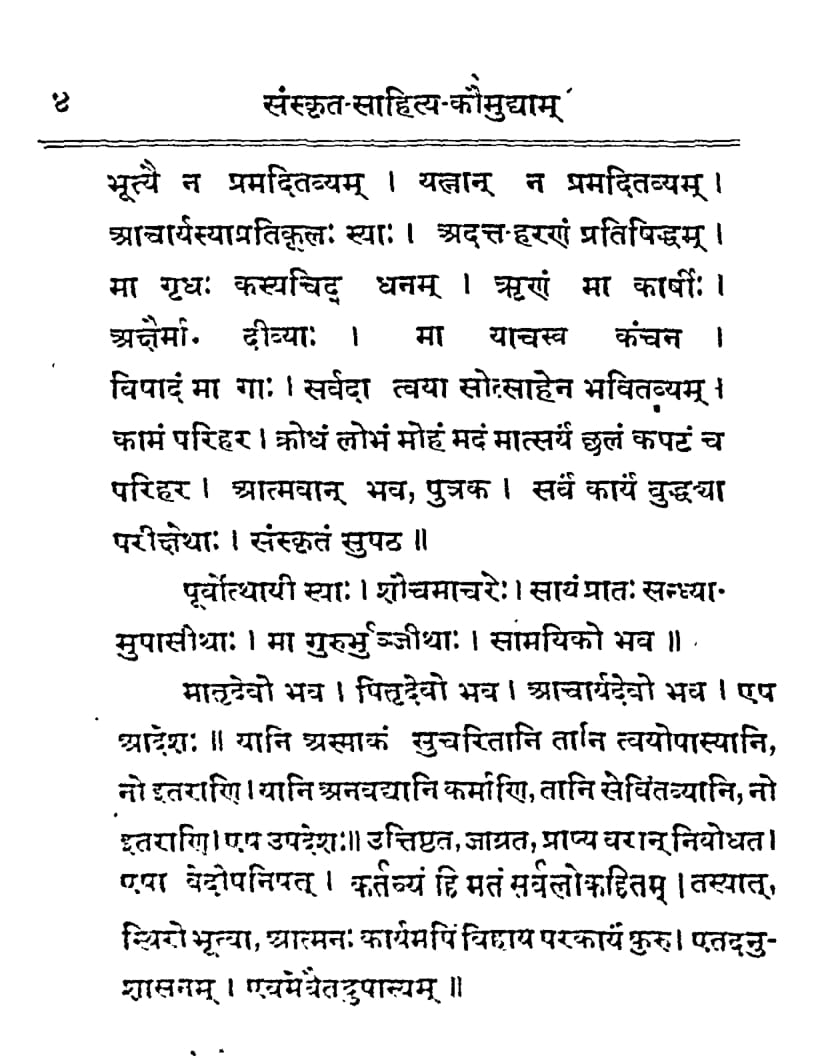 ४ संस्कृत-साहित्य-कौमुद्याम्
भूत्यै न प्रमदितव्यम् । यत्नान् न प्रमदितव्यम् ।
आचार्यस्याप्रतिकूलः स्याः । अदत्त-हरणं प्रतिषिद्धम् ।
मा गृधः कस्यचिद् धनम् । ऋणं मा कार्षीः ।
अक्षैर्मा दीव्याः । मा याचस्व कंचन ।
विषादं मा गाः । सर्वदा त्वया सोत्साहेन भवितव्यम् ।
कामं परिहर । क्रोधं लोभं मोहं मदं मात्सर्यं छलं कपटं च
परिहर । आत्मवान् भव, पुत्रक । सर्वं कार्यं बुद्ध्या
परीक्षेथाः । संस्कृतं सुपठ ॥
पूर्वोत्थायी स्याः । शौचमाचरेः । सायं प्रातः सन्ध्या-
मुपासीथाः । मा गुरुर्भुञ्जीथाः । सामयिको भव ॥
मातृदेवो भव । पितृदेवो भव । आचार्यदेवो भव । एष
आदेशः ॥ यानि अस्माकं सुचरितानि तानि त्वयोपास्यानि,
नो इतराणि । यानि अनवद्यानि कर्माणि, तानि सेवितव्यानि, नो
इतराणि । एष उपदेशः ॥ उत्तिष्ठत, जाग्रत, प्राप्य वरान् निबोधत ।
एषा वेदोपनिषत् । कर्तव्यं हि मतं सर्वलोकहितम् । तस्यात्,
स्थिरो भूत्वा, आत्मनः कार्यमपि विहाय परकार्यं कुरु । एतदनु-
शासनम् । एवमेवैतदुपास्यम् ॥